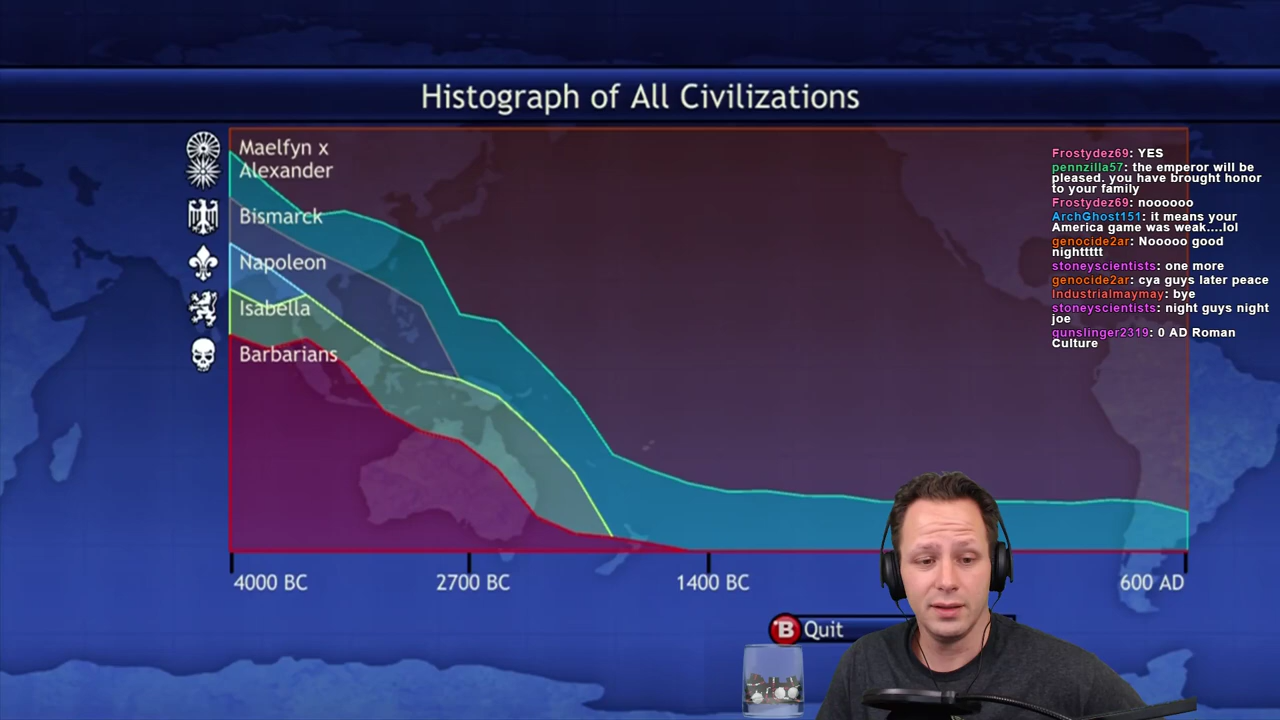 Histograph of All Civilizations
Maelfyn x
Alexander
Bismarck
Napoleon
Isabella
Barbarians
4000 BC
2700 BC
1400 BC
600 AD
B Quit
Frostydez69: YES
pennzilla57: the emperor will be
pleased. you have brought honor
to your family
Frostydez69: noooooo
ArchGhost151: it means your
America game was weak....lol
genocide2ar: Nooooo good
nighttttt
stoneyscientists: one more
genocide2ar: cya guys later peace
Industrialmaymay: bye
stoneyscientists: night guys night
joe
gunslinger2319: 0 AD Roman
Culture